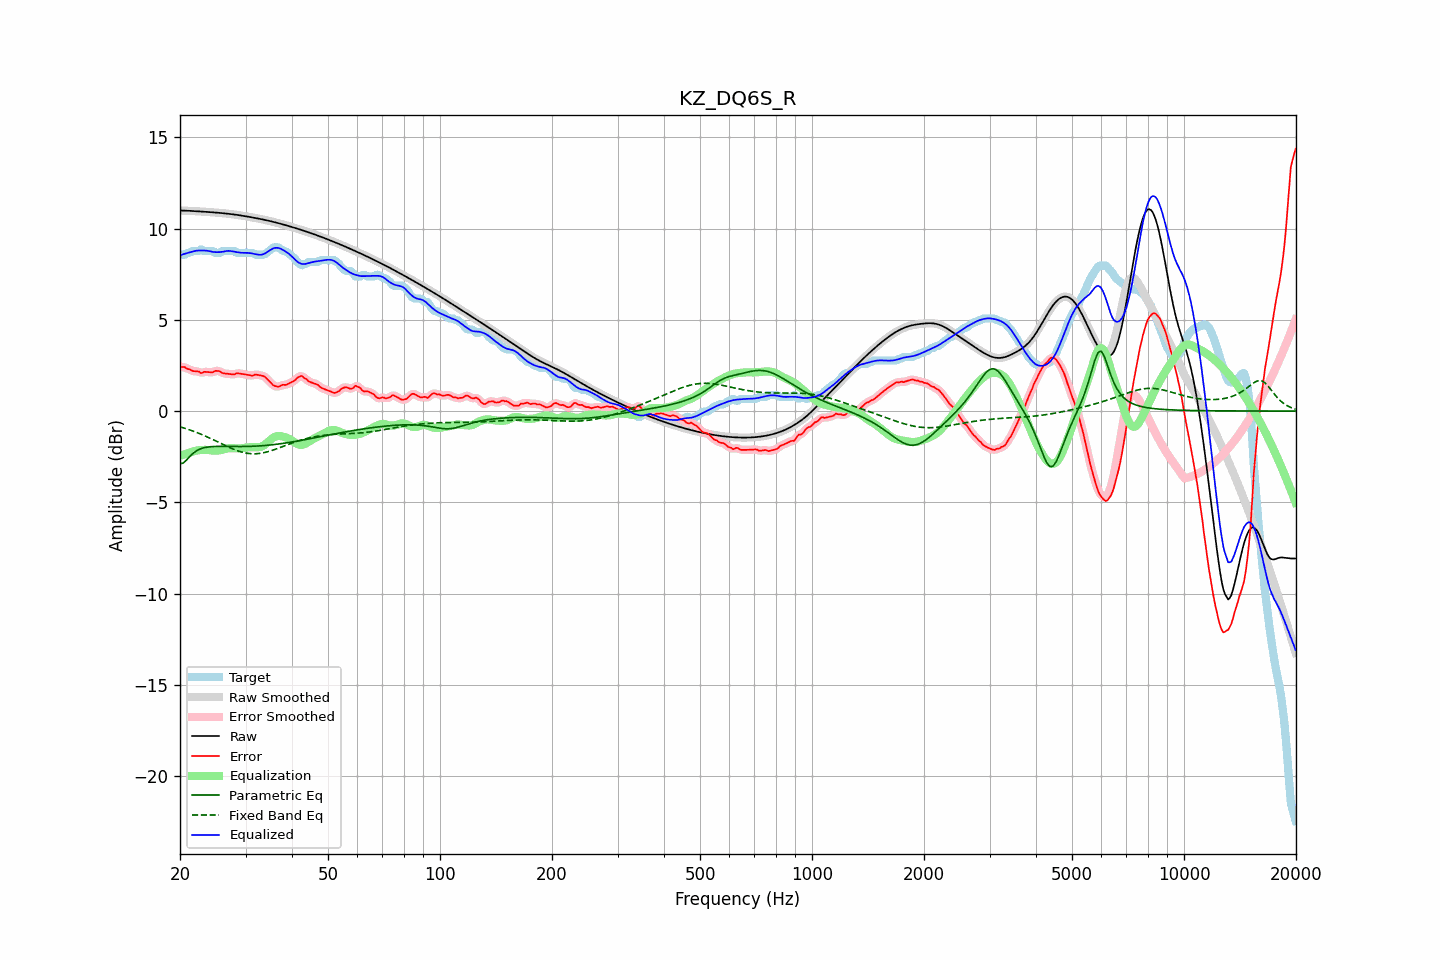 KZ_DQ6S_R
Amplitude (dBr)
15
10
5
0
−5
−10
−15
−20
Target
Raw Smoothed
Error Smoothed
Raw
Error
Equalization
Parametric Eq
Fixed Band Eq
Equalized
20 50 100 200 500 1000 2000 5000 10000 20000
Frequency (Hz)